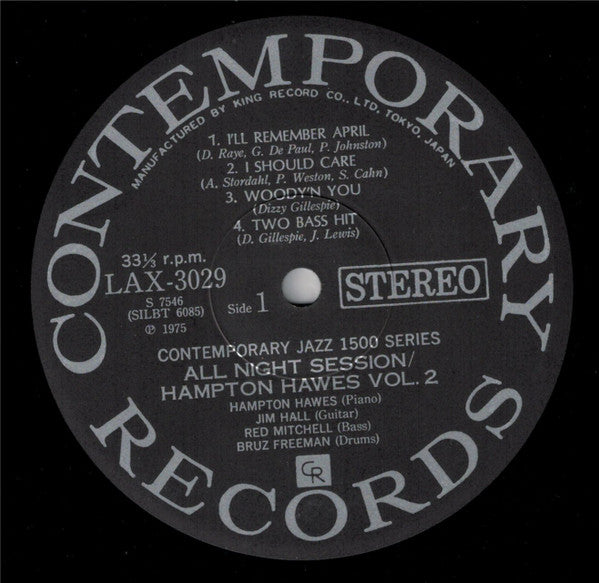 CONTEMPORARY
MANUFACTURED BY KING RECORD CO., LTD, TOKYO, JAPAN
1. I'LL REMEMBER APRIL
(D. Raye, G. De Paul, P. Johnston)
2. I SHOULD CARE
(A. Stordahl, P. Weston, S. Cahn)
3. WOODY'N YOU
(Dizzy Gillespie)
4. TWO BASS HIT
(D. Gillespie, J. Lewis)
33⅓ r.p.m.
LAX-3029
S 7546
(SILBT 6085)
℗ 1975
Side 1
STEREO
CONTEMPORARY JAZZ 1500 SERIES
ALL NIGHT SESSION/
HAMPTON HAWES VOL. 2
HAMPTON HAWES (Piano)
JIM HALL (Guitar)
RED MITCHELL (Bass)
BRUZ FREEMAN (Drums)
CR
RECORDS